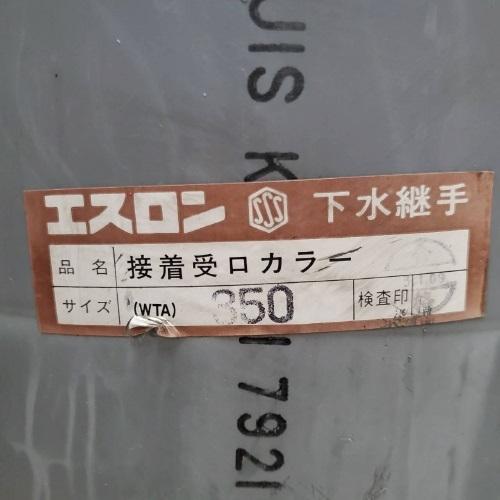 JIS K
エスロン SSS 下水継手
品名 接着受口カラー
サイズ (WTA) 350 検査印
792